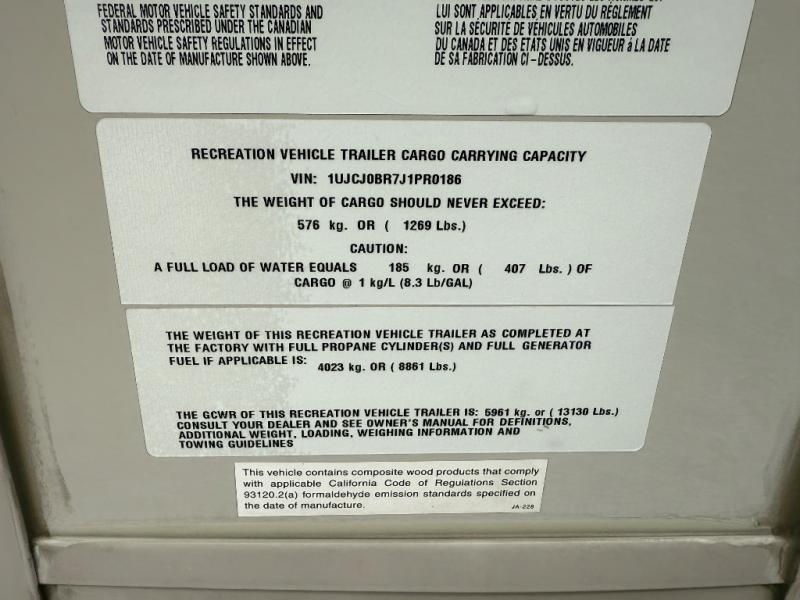 FEDERAL MOTOR VEHICLE SAFETY STANDARDS AND
STANDARDS PRESCRIBED UNDER THE CANADIAN
MOTOR VEHICLE SAFETY REGULATIONS IN EFFECT
ON THE DATE OF MANUFACTURE SHOWN ABOVE.
LUI SONT APPLICABLES EN VERTU DU RÈGLEMENT
SUR LA SÉCURITÉ DE VÉHICULES AUTOMOBILES
DU CANADA ET DES ÉTATS UNIS EN VIGUEUR à LA DATE
DE SA FABRICATION CI-DESSUS.
RECREATION VEHICLE TRAILER CARGO CARRYING CAPACITY
VIN: 1UJCJ0BR7J1PR0186
THE WEIGHT OF CARGO SHOULD NEVER EXCEED:
576 kg. OR ( 1269 Lbs.)
CAUTION:
A FULL LOAD OF WATER EQUALS 185 kg. OR ( 407 Lbs. ) OF
CARGO @ 1 kg/L (8.3 Lb/GAL)
THE WEIGHT OF THIS RECREATION VEHICLE TRAILER AS COMPLETED AT
THE FACTORY WITH FULL PROPANE CYLINDER(S) AND FULL GENERATOR
FUEL IF APPLICABLE IS: 4023 kg. OR ( 8861 Lbs.)
THE GCWR OF THIS RECREATION VEHICLE TRAILER IS: 5961 kg. or ( 13130 Lbs.)
CONSULT YOUR DEALER AND SEE OWNER'S MANUAL FOR DEFINITIONS,
ADDITIONAL WEIGHT, LOADING, WEIGHING INFORMATION AND
TOWING GUIDELINES
This vehicle contains composite wood products that comply
with applicable California Code of Regulations Section
93120.2(a) formaldehyde emission standards specified on
the date of manufacture. JA-228